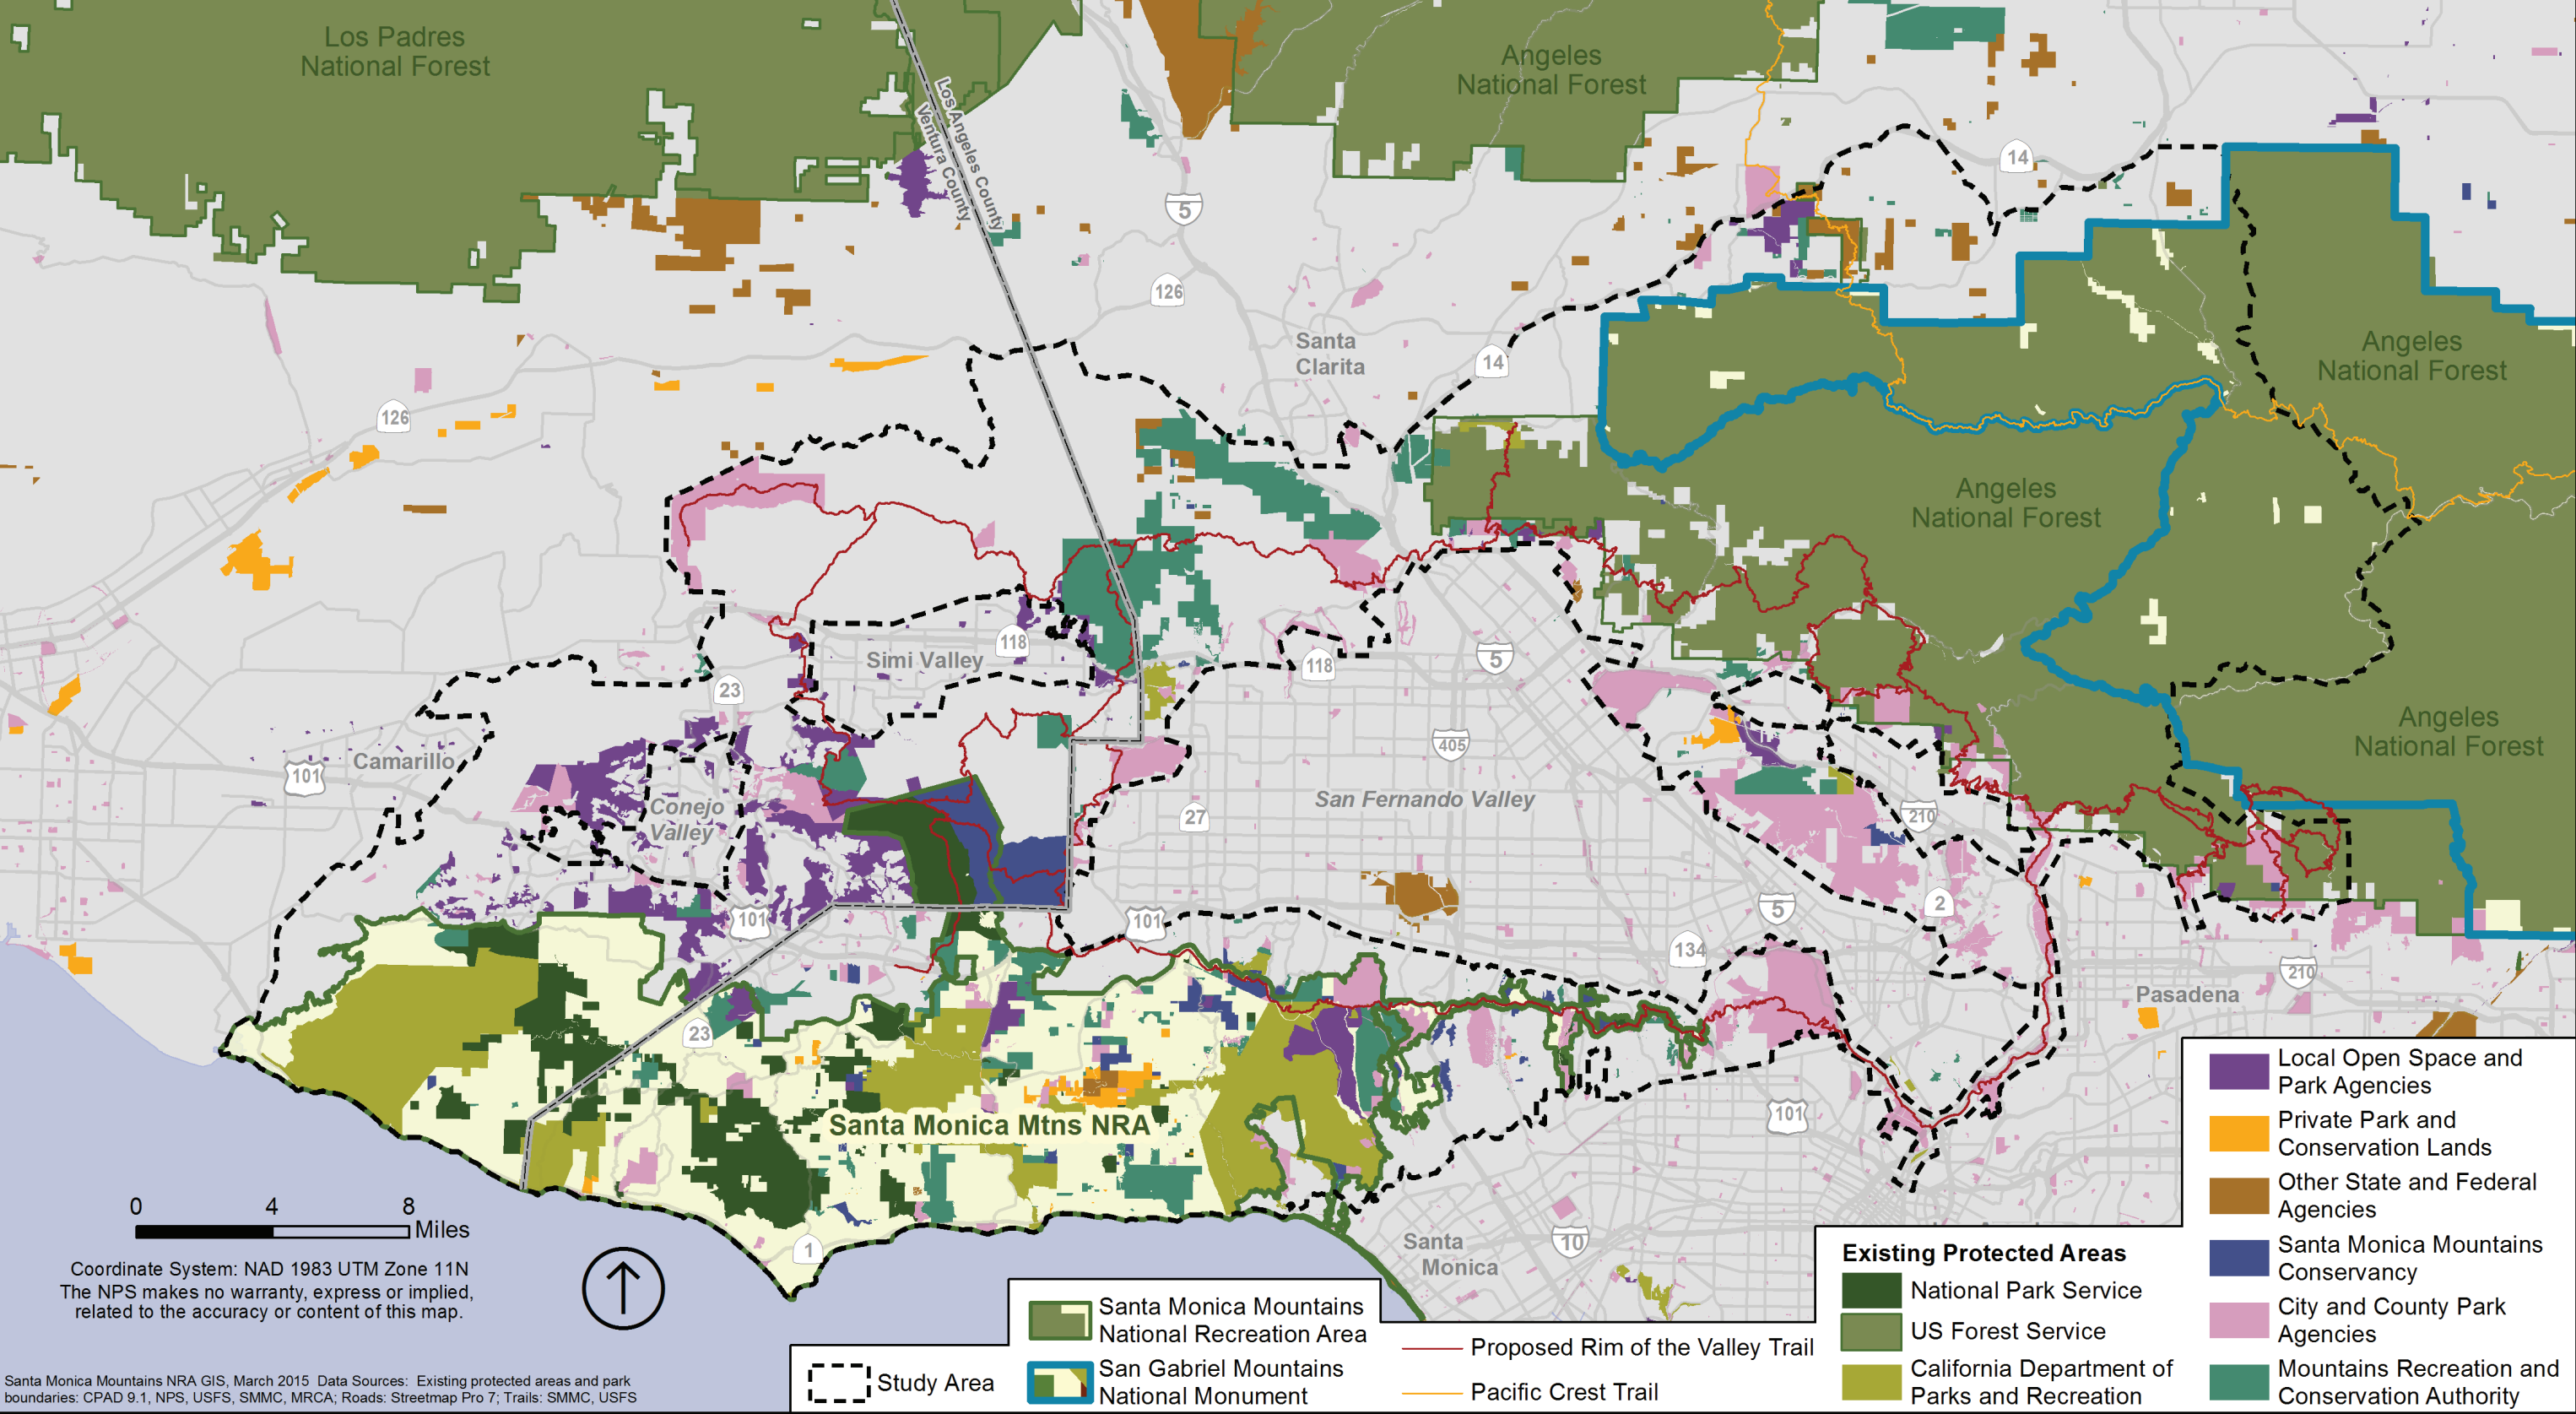 Los Padres
National Forest
Angeles
National Forest
Los Angeles County
Ventura County
14
5
126
Santa
Clarita
14
Angeles
National Forest
126
Angeles
National Forest
118
Simi Valley
118
5
23
Angeles
National Forest
405
Camarillo
101
Conejo
Valley
San Fernando Valley
27
210
101
101
5
2
134
210
Pasadena
23
Santa Monica Mtns NRA
101
1
Santa
Monica
10
0 4 8
Miles
Coordinate System: NAD 1983 UTM Zone 11N
The NPS makes no warranty, express or implied,
related to the accuracy or content of this map.
Santa Monica Mountains NRA GIS, March 2015 Data Sources: Existing protected areas and park
boundaries: CPAD 9.1, NPS, USFS, SMMC, MRCA; Roads: Streetmap Pro 7; Trails: SMMC, USFS
Study Area
Santa Monica Mountains
National Recreation Area
San Gabriel Mountains
National Monument
Proposed Rim of the Valley Trail
Pacific Crest Trail
Existing Protected Areas
National Park Service
US Forest Service
California Department of
Parks and Recreation
Local Open Space and
Park Agencies
Private Park and
Conservation Lands
Other State and Federal
Agencies
Santa Monica Mountains
Conservancy
City and County Park
Agencies
Mountains Recreation and
Conservation Authority